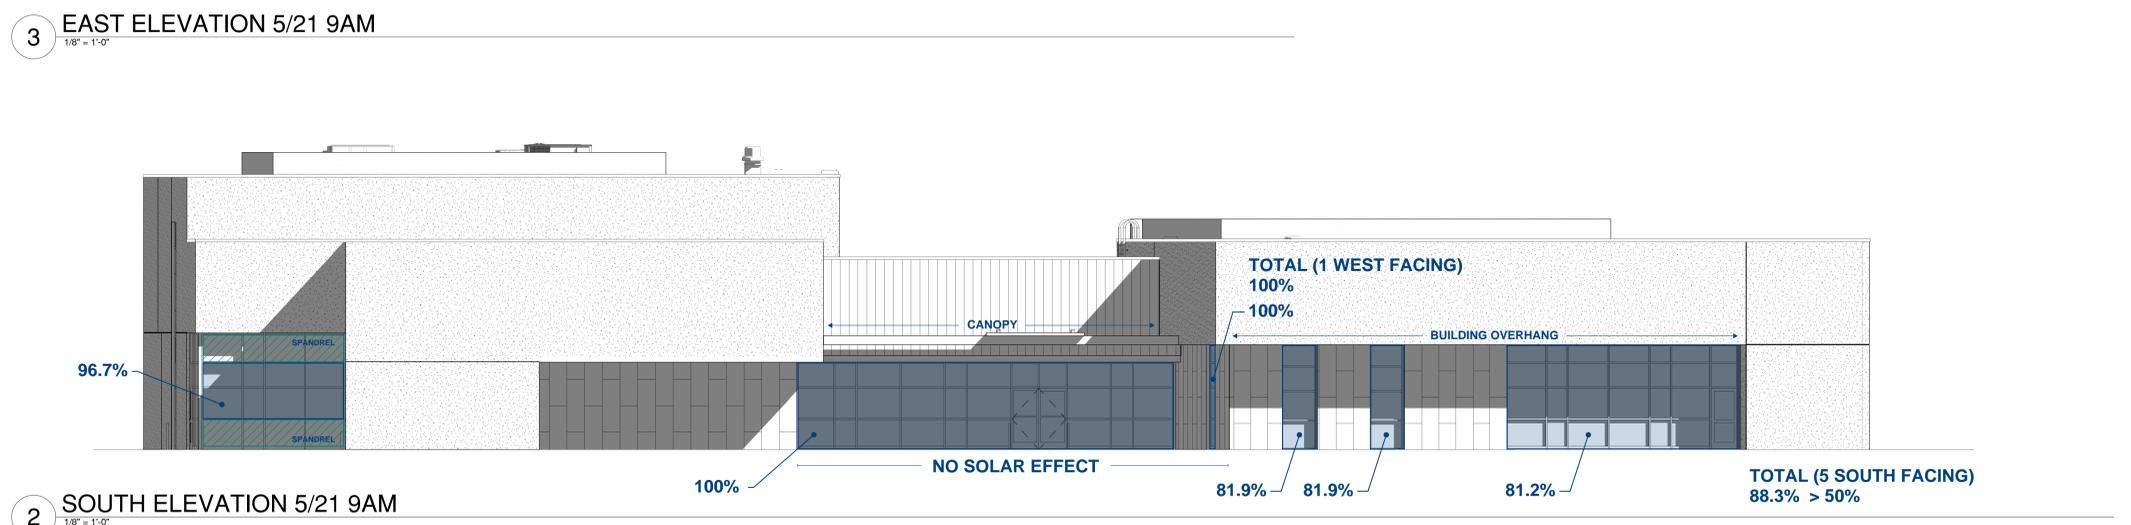 3
EAST ELEVATION 5/21 9AM
1/8" = 1'-0"
TOTAL (1 WEST FACING)
100%
100%
CANOPY
BUILDING OVERHANG
SPANDREL
96.7%
SPANDREL
NO SOLAR EFFECT
100%
81.9%
81.9%
81.2%
TOTAL (5 SOUTH FACING)
88.3% > 50%
2
SOUTH ELEVATION 5/21 9AM
1/8" = 1'-0"